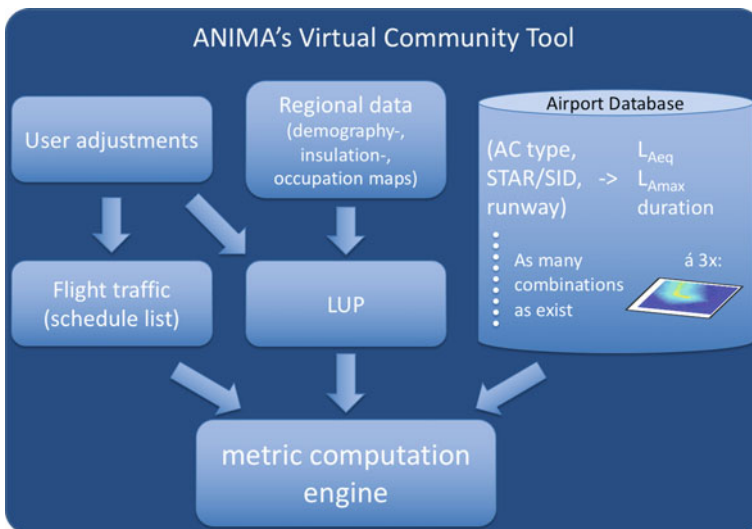 ANIMA's Virtual Community Tool
User adjustments
Regional data
(demography-,
insulation-,
occupation maps)
Airport Database
(AC type,
STAR/SID,
runway)
->
LAeq
LAmax
duration
As many
combinations
as exist
á 3x:
Flight traffic
(schedule list)
LUP
metric computation
engine